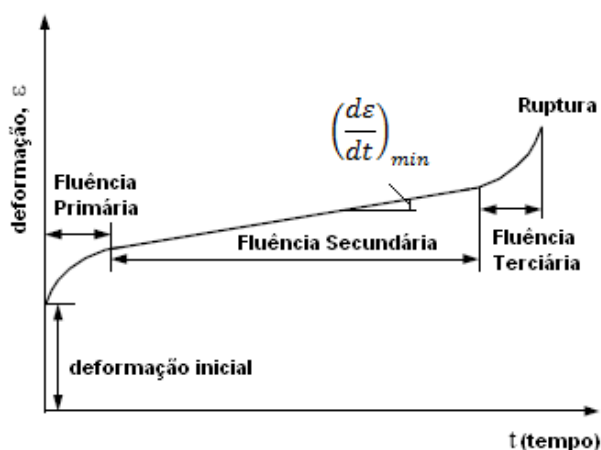 deformação, ε
Ruptura
(dε/dt)min
Fluência
Primária
Fluência Secundária
Fluência
Terciária
deformação inicial
t (tempo)